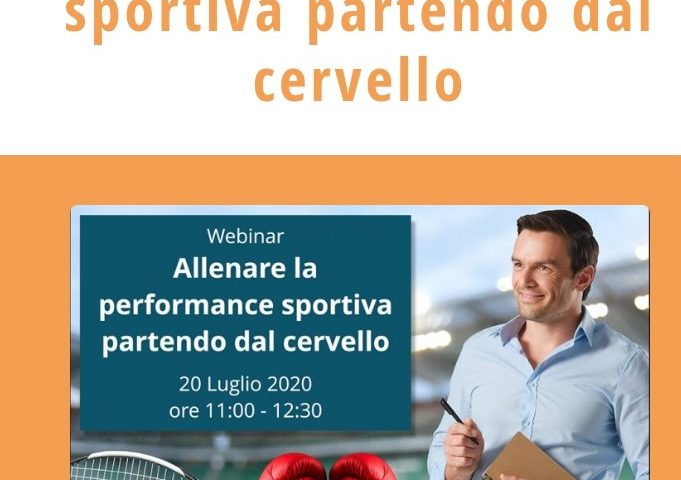 sportiva partendo dal
cervello
Webinar
Allenare la
performance sportiva
partendo dal cervello
20 Luglio 2020
ore 11:00 - 12:30